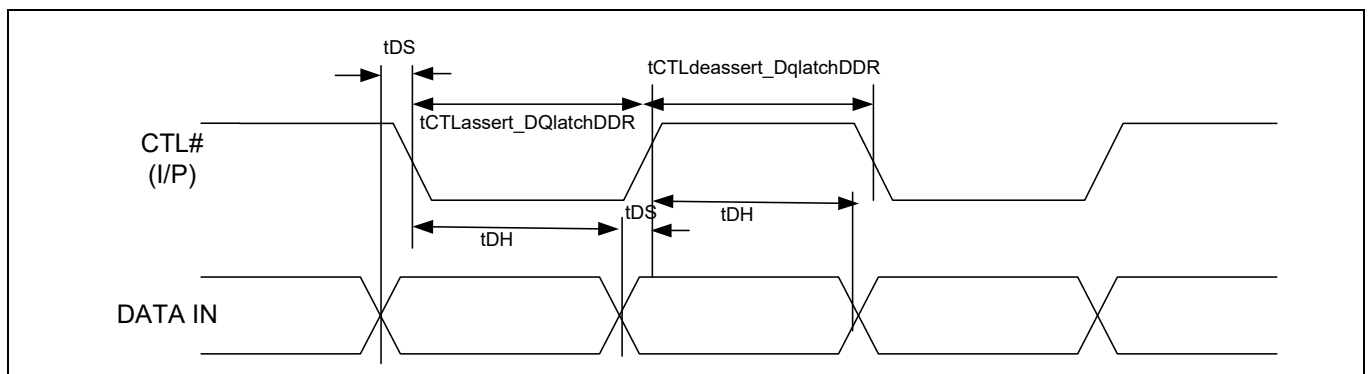 tDS
tCTLdeassert_DqlatchDDR
tCTLassert_DQlatchDDR
CTL#
(I/P)
tDS
tDH
tDH
DATA IN